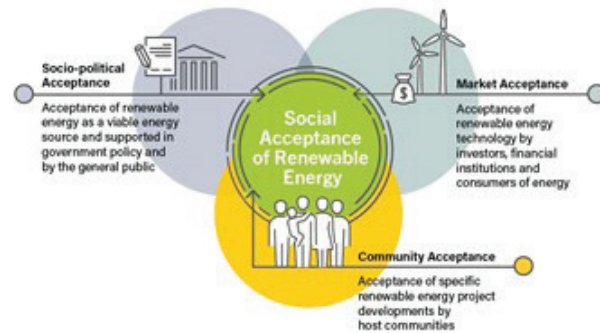 Socio-political
Acceptance
Acceptance of renewable
energy as a viable energy
source and supported in
government policy and
by the general public
Social
Acceptance
of Renewable
Energy
$
Market Acceptance
Acceptance of
renewable energy
technology by
investors, financial
institutions and
consumers of energy
Community Acceptance
Acceptance of specific
renewable energy project
developments by
host communities